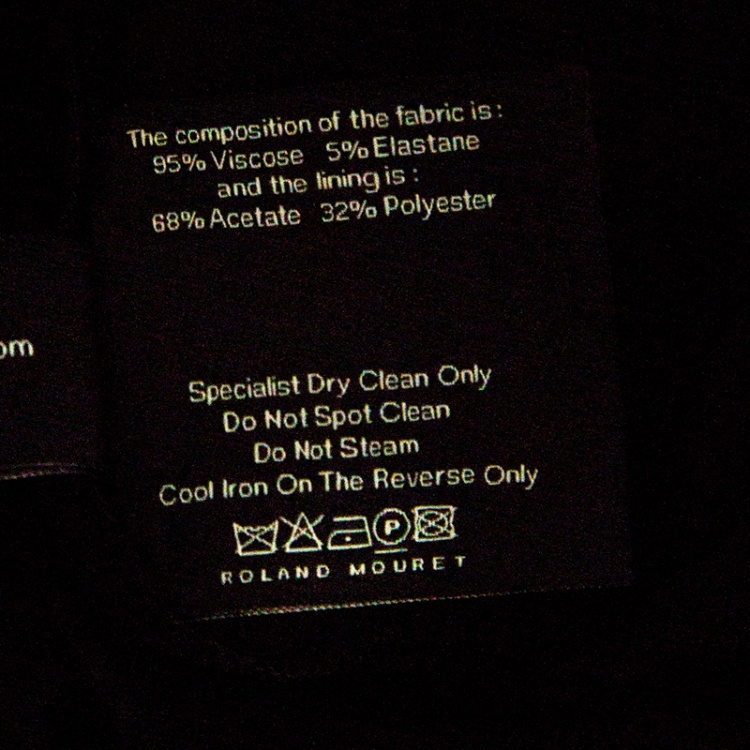 The composition of the fabric is:
95% Viscose 5% Elastane
and the lining is:
68% Acetate 32% Polyester
Specialist Dry Clean Only
Do Not Spot Clean
Do Not Steam
Cool Iron On The Reverse Only
P
ROLAND MOURET